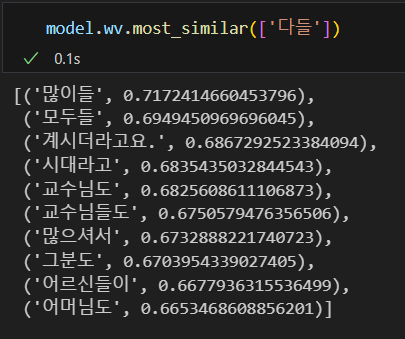 model.wv.most_similar(['다들'])
✓ 0.1s
[('많이들', 0.7172414660453796),
('모두들', 0.6949450969696045),
('계시더라고요.', 0.6867292523384094),
('시대라고', 0.6835435032844543),
('교수님도', 0.6825608611106873),
('교수님들도', 0.6750579476356506),
('많으셔서', 0.6732888221740723),
('그분도', 0.6703954339027405),
('어르신들이', 0.6677936315536499),
('어머님도', 0.6653468608856201)]